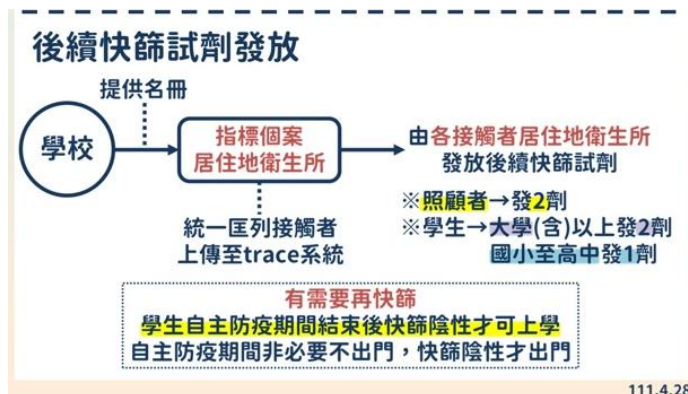 後續快篩試劑發放
提供名冊
學校
指標個案
居住地衛生所
由各接觸者居住地衛生所
發放後續快篩試劑
統一匡列接觸者
上傳至trace系統
※照顧者→發2劑
※學生→大學(含)以上發2劑
國小至高中發1劑
有需要再快篩
學生自主防疫期間結束後快篩陰性才可上學
自主防疫期間非必要不出門，快篩陰性才出門
111.4.28